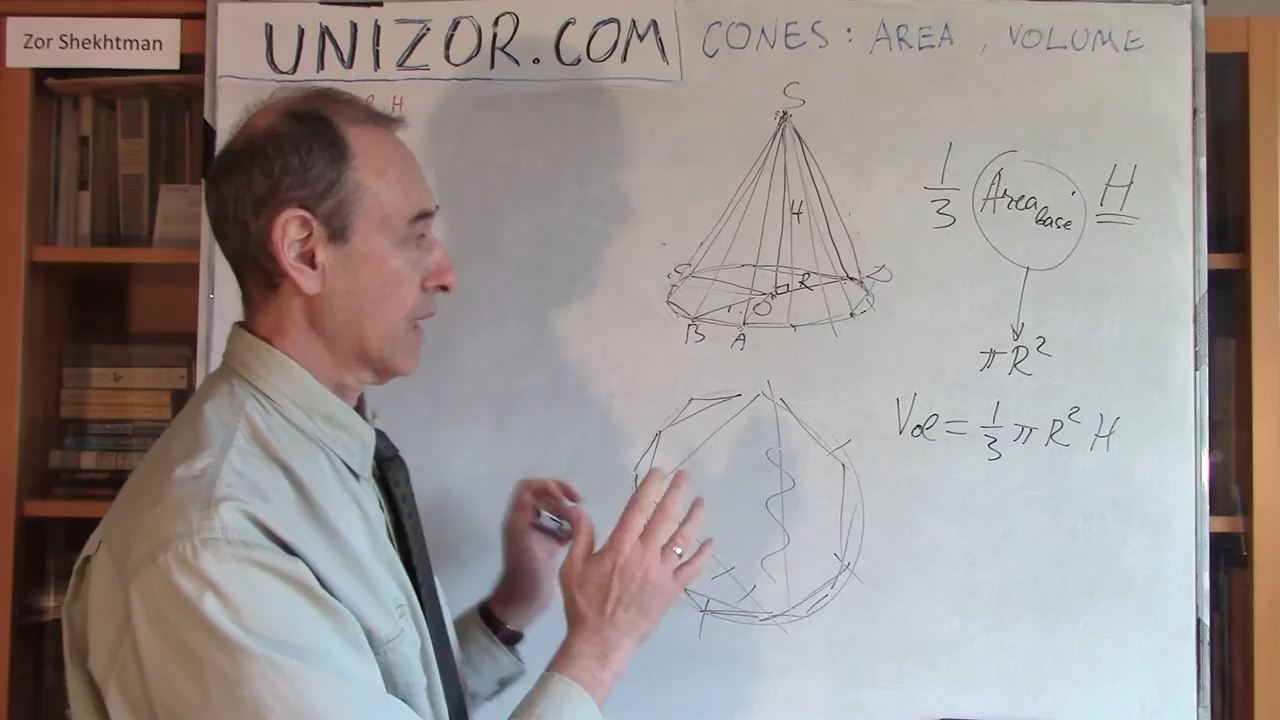 Zor Shekhtman
UNIZOR.COM
CONES: AREA, VOLUME
R, H
S
H
C
D
R
O
r
B
A
1/3 Area base · H
πR²
Vol = 1/3 πR² H